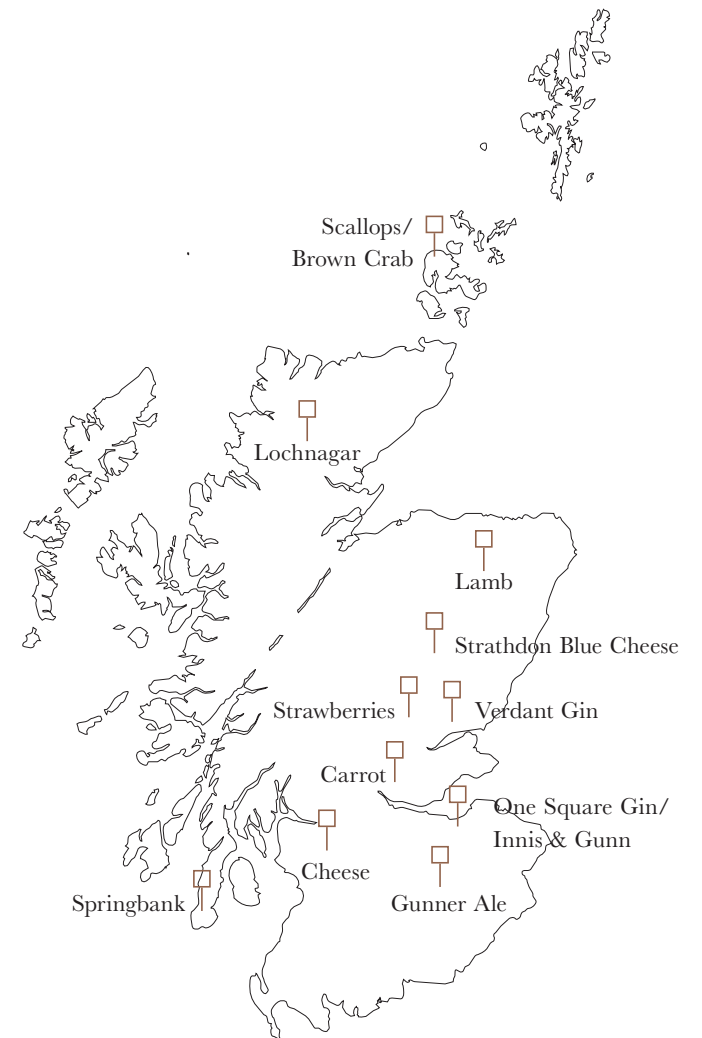 Scallops/
Brown Crab
Lochnagar
Lamb
Strathdon Blue Cheese
Strawberries
Verdant Gin
Carrot
One Square Gin/
Innis & Gunn
Cheese
Springbank
Gunner Ale